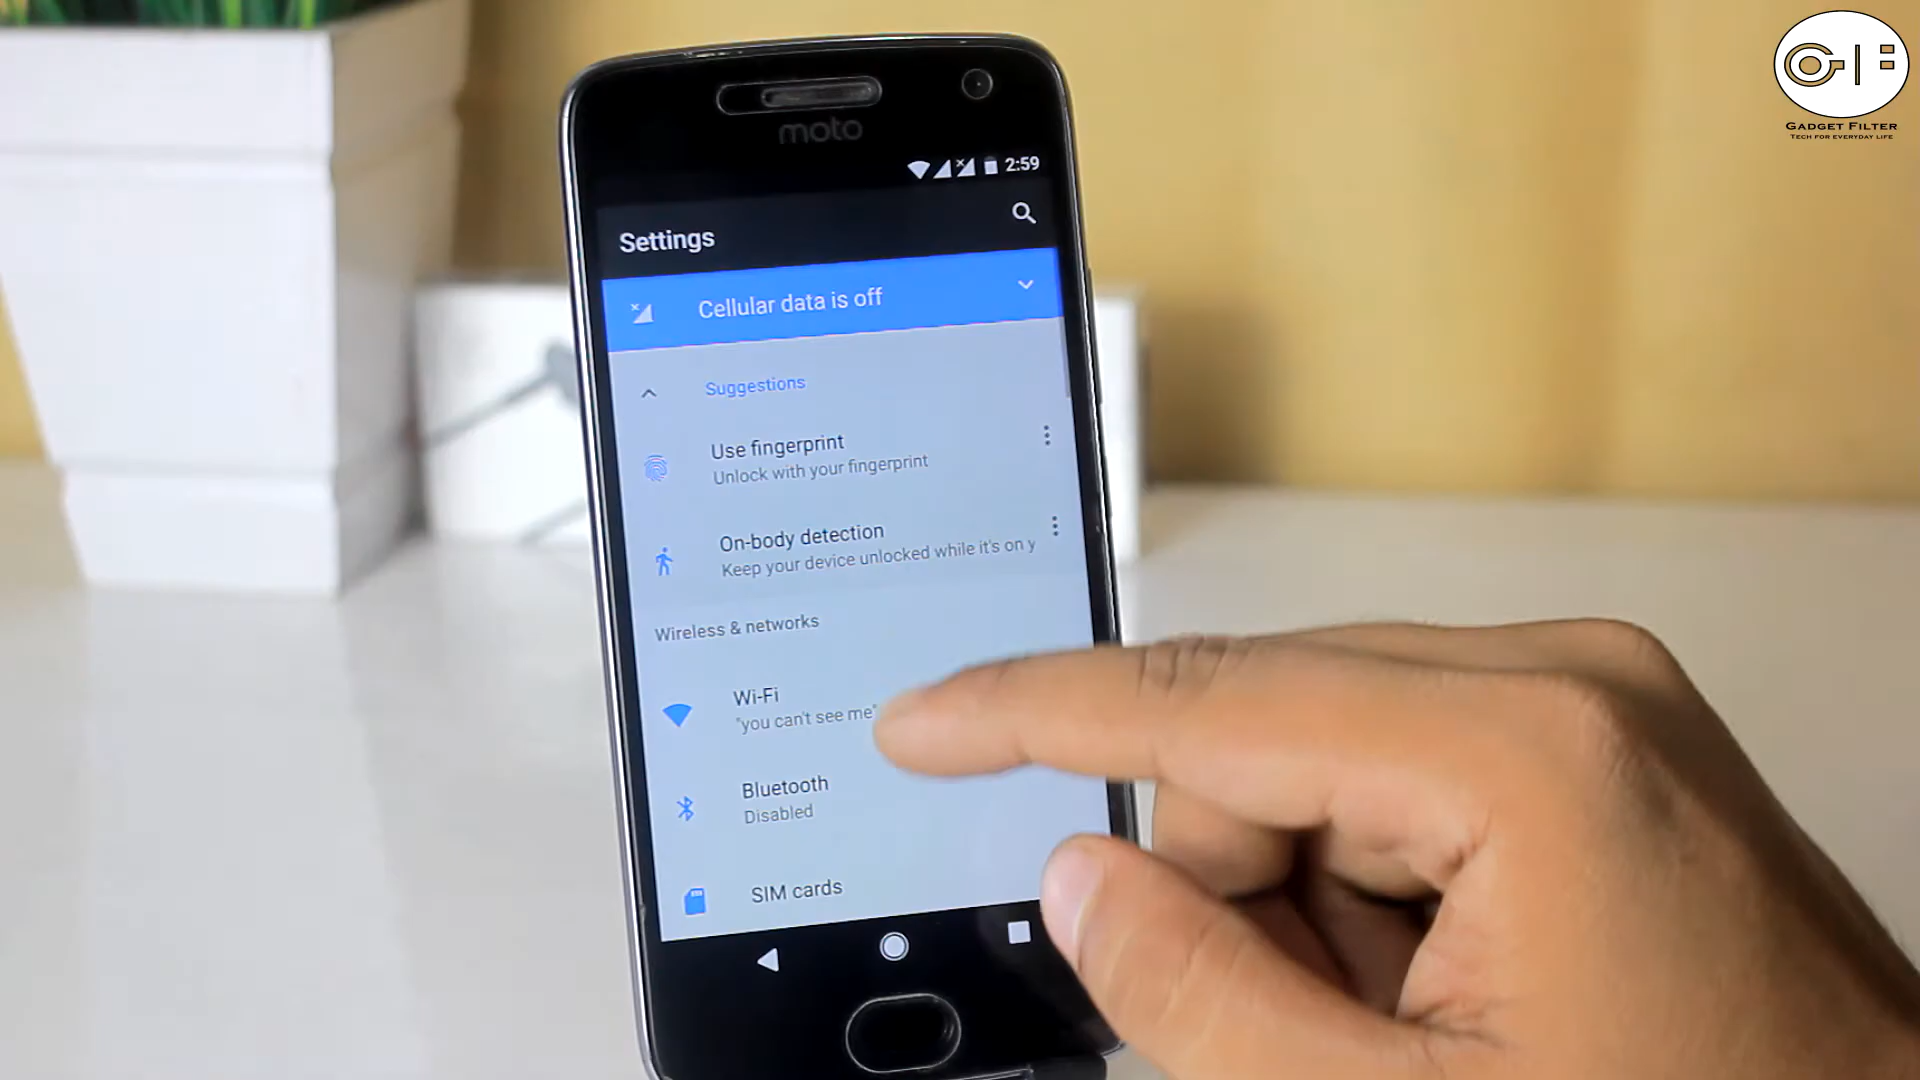 GADGET FILTER
TECH FOR EVERYDAY LIFE
moto
2:59
Settings
Cellular data is off
Suggestions
Use fingerprint
Unlock with your fingerprint
On-body detection
Keep your device unlocked while it's on y
Wireless & networks
Wi-Fi
"you can't see me"
Bluetooth
Disabled
SIM cards